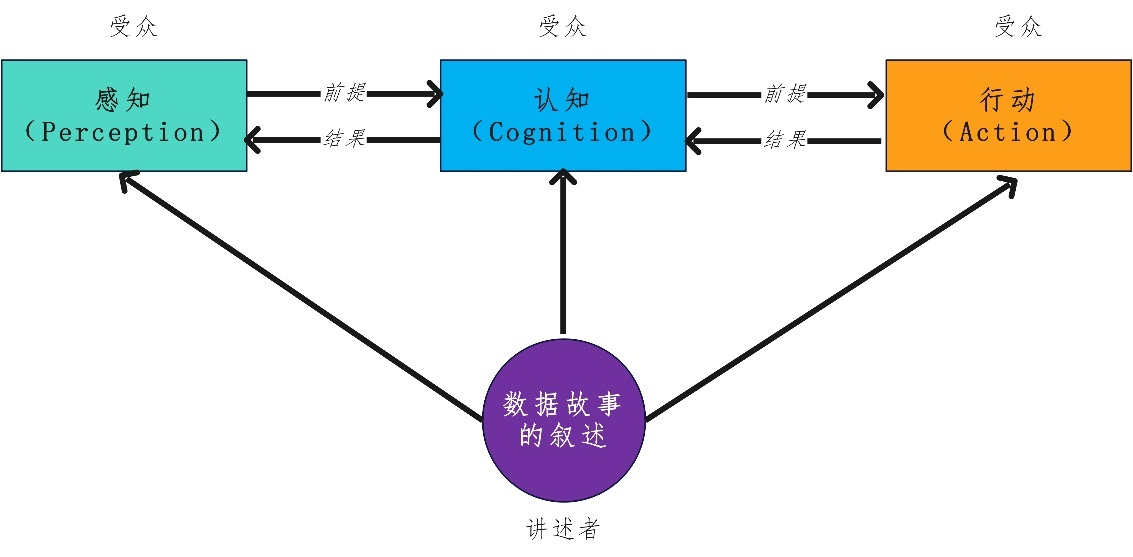 受众
受众
受众
感知
（Perception）
前提
结果
认知
（Cognition）
前提
结果
行动
（Action）
数据故事
的叙述
讲述者